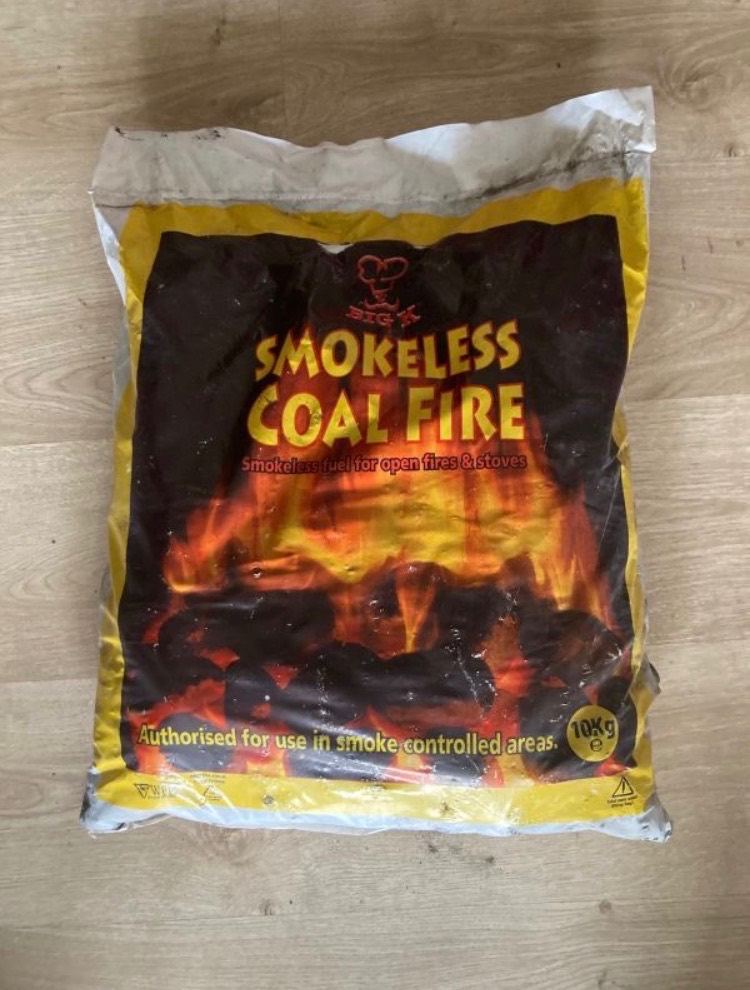 BIG K
SMOKELESS
COAL FIRE
Smokeless fuel for open fires & stoves
Authorised for use in smoke controlled areas.
10Kg
e